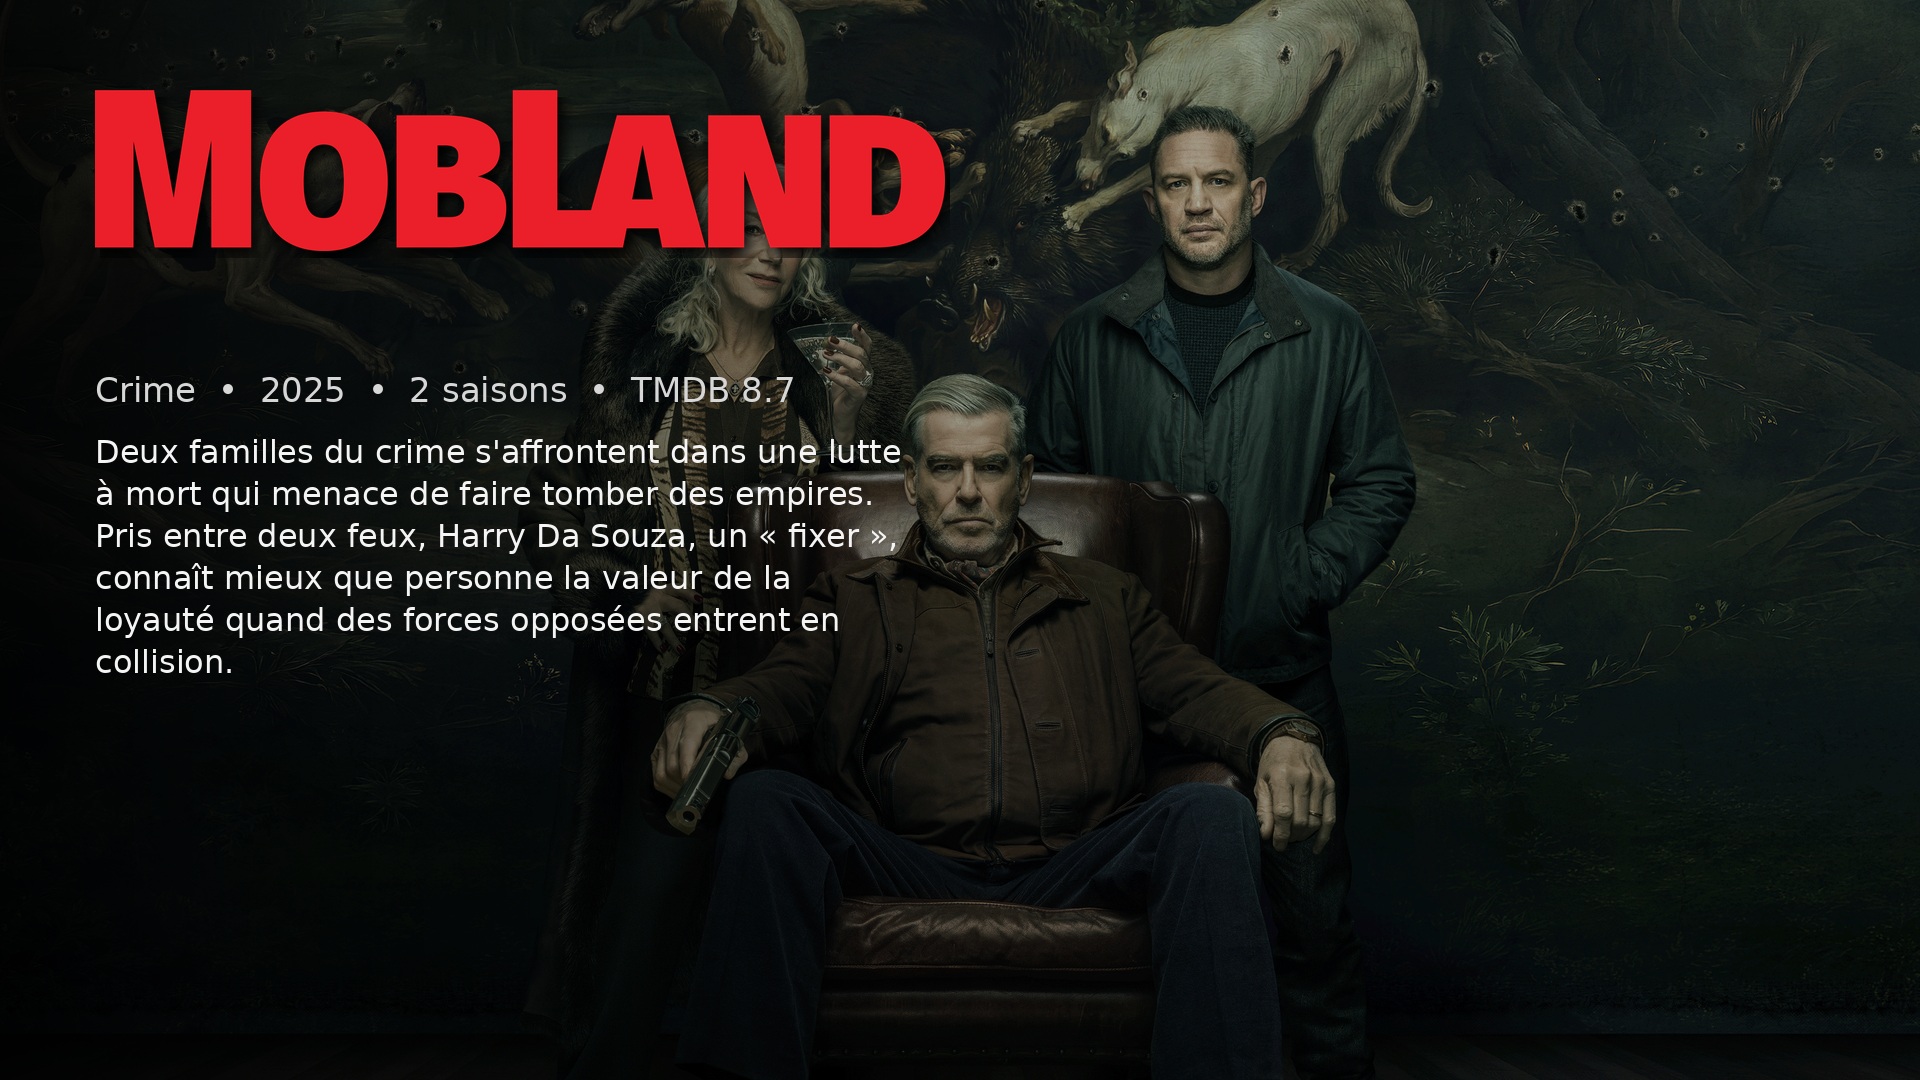 MOBLAND
Crime • 2025 • 2 saisons • TMDB 8.7
Deux familles du crime s'affrontent dans une lutte
à mort qui menace de faire tomber des empires.
Pris entre deux feux, Harry Da Souza, un « fixer »,
connaît mieux que personne la valeur de la
loyauté quand des forces opposées entrent en
collision.